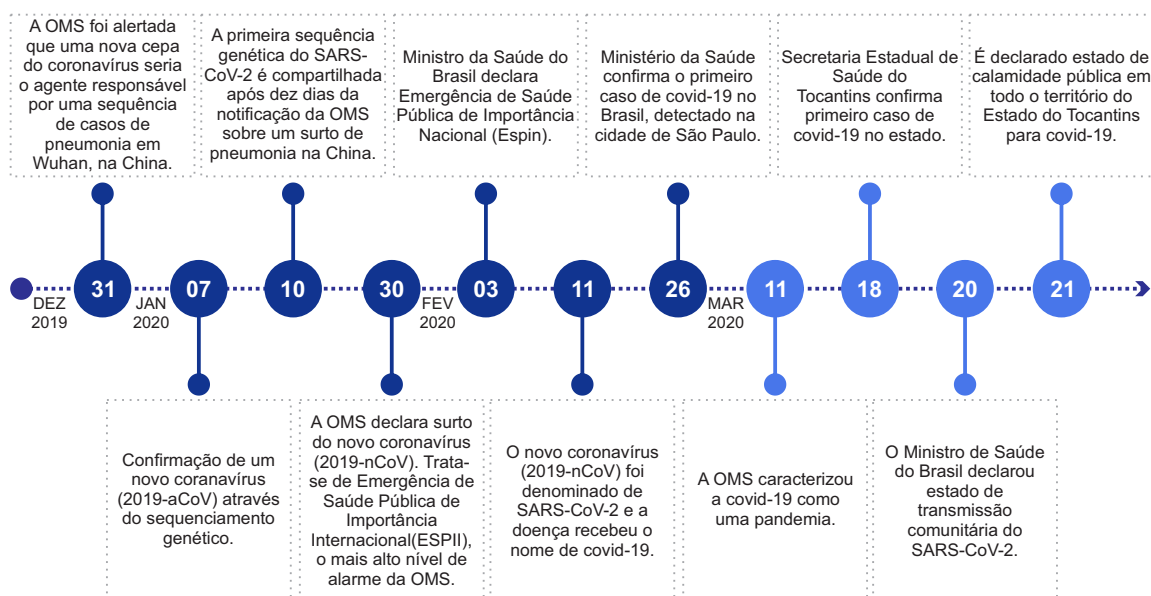 A OMS foi alertada
que uma nova cepa
do coronavírus seria
o agente responsável
por uma sequência
de casos de
pneumonia em
Wuhan, na China.
A primeira sequência
genética do SARS-
CoV-2 é compartilhada
após dez dias da
notificação da OMS
sobre um surto de
pneumonia na China.
Ministro da Saúde do
Brasil declara
Emergência de Saúde
Pública de Importância
Nacional (Espin).
Ministério da Saúde
confirma o primeiro
caso de covid-19 no
Brasil, detectado na
cidade de São Paulo.
Secretaria Estadual de
Saúde do
Tocantins confirma
primeiro caso de
covid-19 no estado.
É declarado estado de
calamidade pública em
todo o território do
Estado do Tocantins
para covid-19.
DEZ
2019
31
JAN
2020
07
10
30
FEV
2020
03
11
26
MAR
2020
11
18
20
21
Confirmação de um
novo coranavírus
(2019-aCoV) através
do sequenciamento
genético.
A OMS declara surto
do novo coronavírus
(2019-nCoV). Trata-
se de Emergência de
Saúde Pública de
Importância
Internacional(ESPII),
o mais alto nível de
alarme da OMS.
O novo coronavírus
(2019-nCoV) foi
denominado de
SARS-CoV-2 e a
doença recebeu o
nome de covid-19.
A OMS caracterizou
a covid-19 como
uma pandemia.
O Ministro de Saúde
do Brasil declarou
estado de
transmissão
comunitária do
SARS-CoV-2.